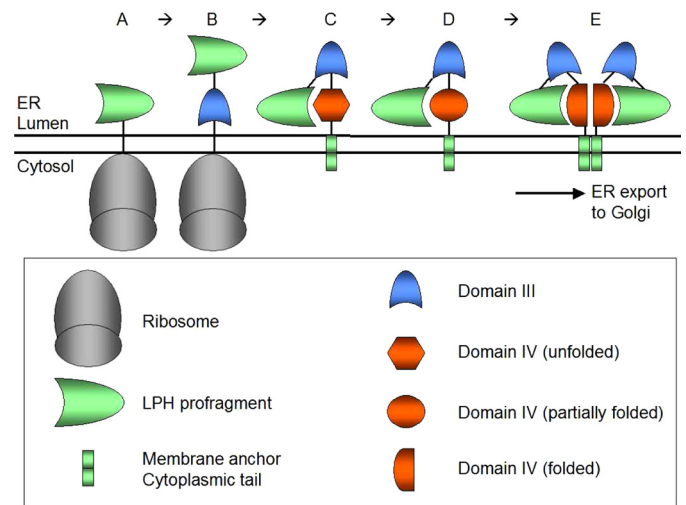 A → B → C → D → E
ER
Lumen
Cytosol
ER export
to Golgi
Ribosome
LPH profragment
Membrane anchor
Cytoplasmic tail
Domain III
Domain IV (unfolded)
Domain IV (partially folded)
Domain IV (folded)